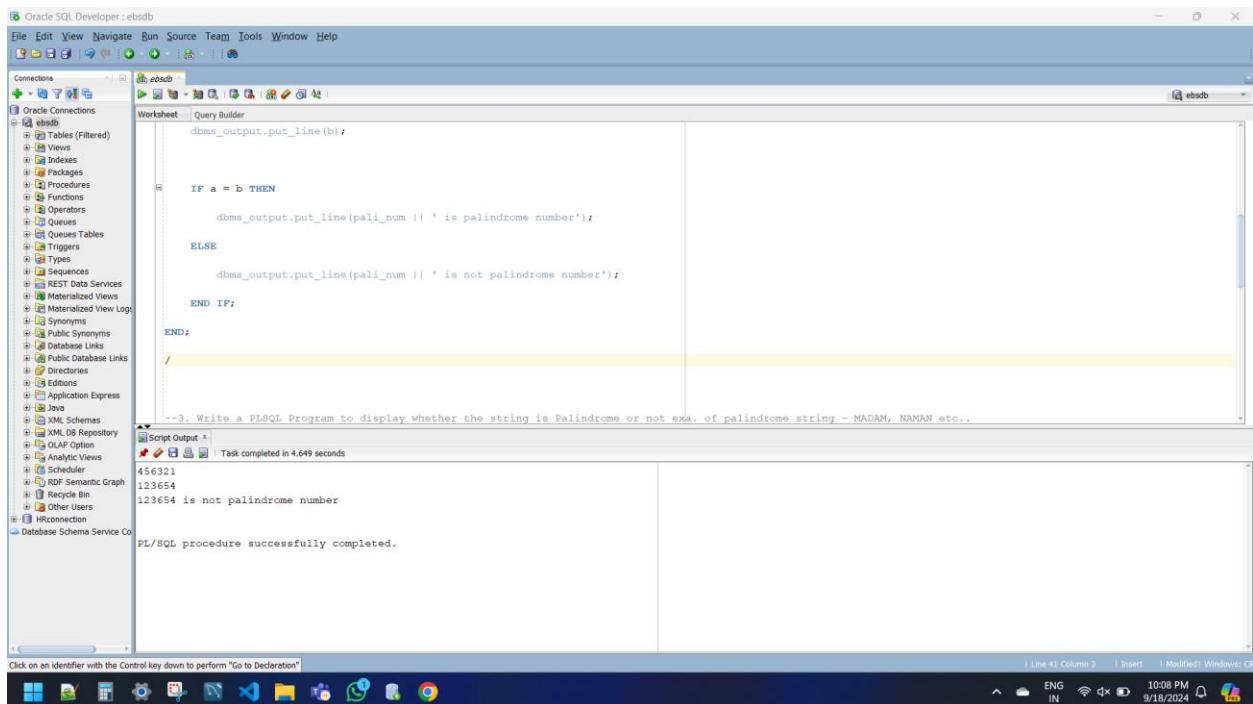 Oracle SQL Developer : ebsdb
File Edit View Navigate Run Source Team Tools Window Help
Connections
ebsdb
ebsdb
Oracle Connections
ebsdb
Tables (Filtered)
Views
Indexes
Packages
Procedures
Functions
Operators
Queues
Queues Tables
Triggers
Types
Sequences
REST Data Services
Materialized Views
Materialized View Logs
Synonyms
Public Synonyms
Database Links
Public Database Links
Directories
Editions
Application Express
Java
XML Schemas
XML DB Repository
OLAP Option
Analytic Views
Scheduler
RDF Semantic Graph
Recycle Bin
Other Users
HRconnection
Database Schema Service Co
Worksheet Query Builder
dbms_output.put_line(b);
IF a = b THEN
dbms_output.put_line(pali_num || ' is palindrome number');
ELSE
dbms_output.put_line(pali_num || ' is not palindrome number');
END IF;
END;
/
--3. Write a PLSQL Program to display whether the string is Palindrome or not exa. of palindrome string - MADAM, NAMAN etc..
Script Output
Task completed in 4.649 seconds
456321
123654
123654 is not palindrome number
PL/SQL procedure successfully completed.
Click on an identifier with the Control key down to perform "Go to Declaration"
Line 41 Column 3 Insert Modified Windows: CR
ENG
IN
10:08 PM
9/18/2024